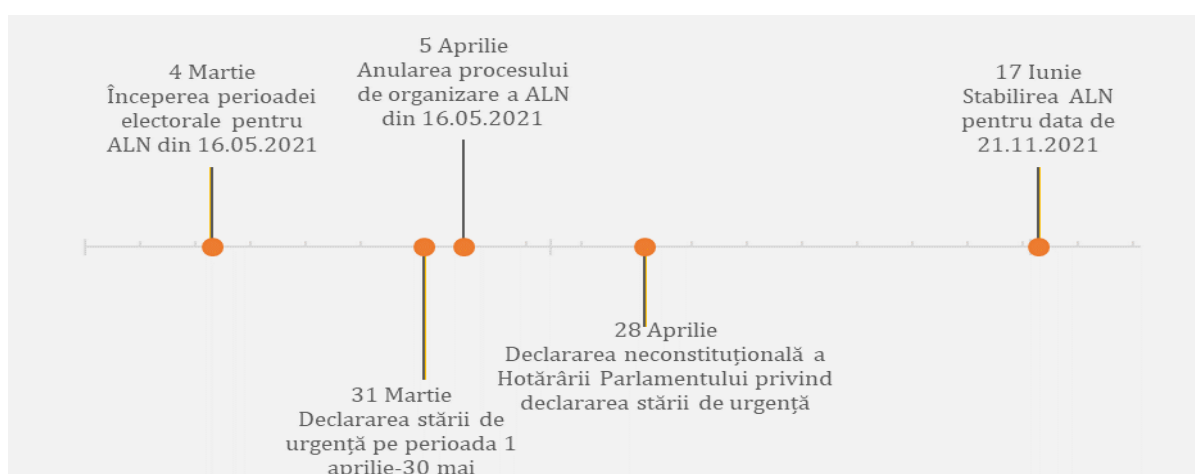 4 Martie
Începerea perioadei
electorale pentru
ALN din 16.05.2021
5 Aprilie
Anularea procesului
de organizare a ALN
din 16.05.2021
17 Iunie
Stabilirea ALN
pentru data de
21.11.2021
31 Martie
Declararea stării de
urgență pe perioada 1
aprilie-30 mai
28 Aprilie
Declararea neconstituțională a
Hotărârii Parlamentului privind
declararea stării de urgență